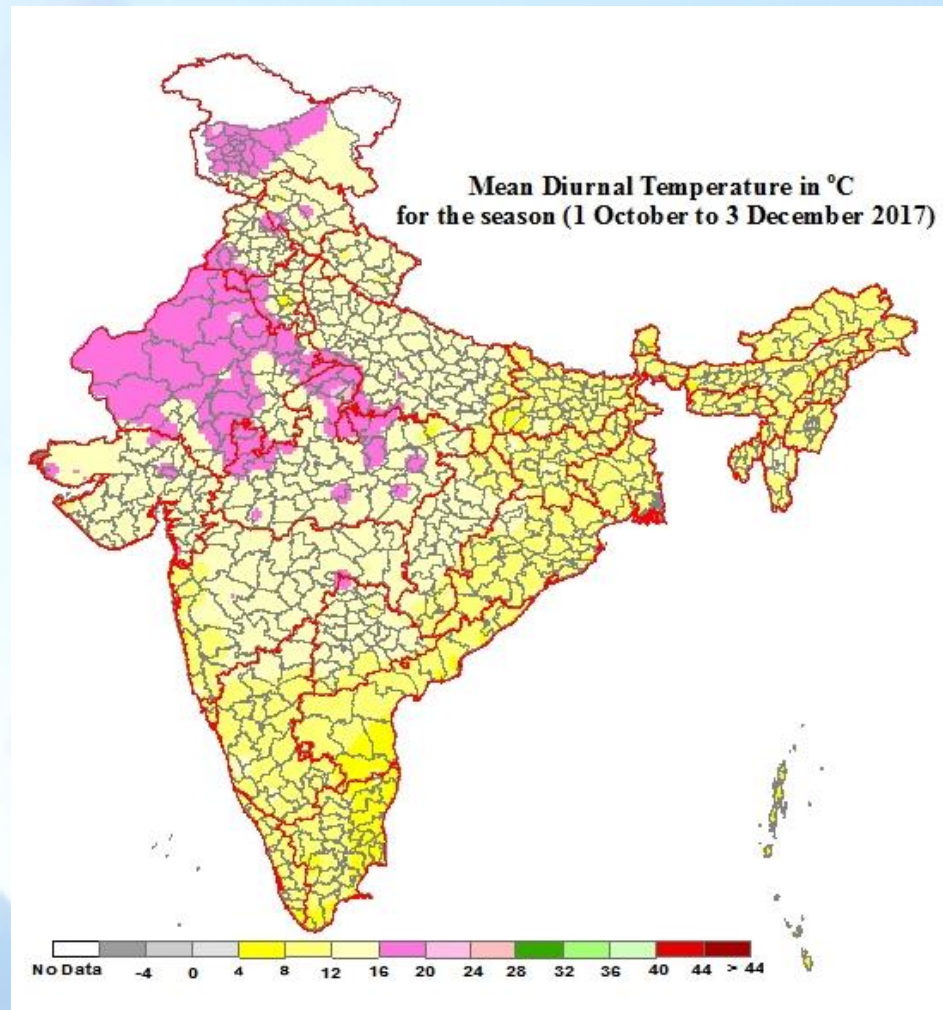 Mean Diurnal Temperature in °C
for the season (1 October to 3 December 2017)
No Data -4 0 4 8 12 16 20 24 28 32 36 40 44 > 44